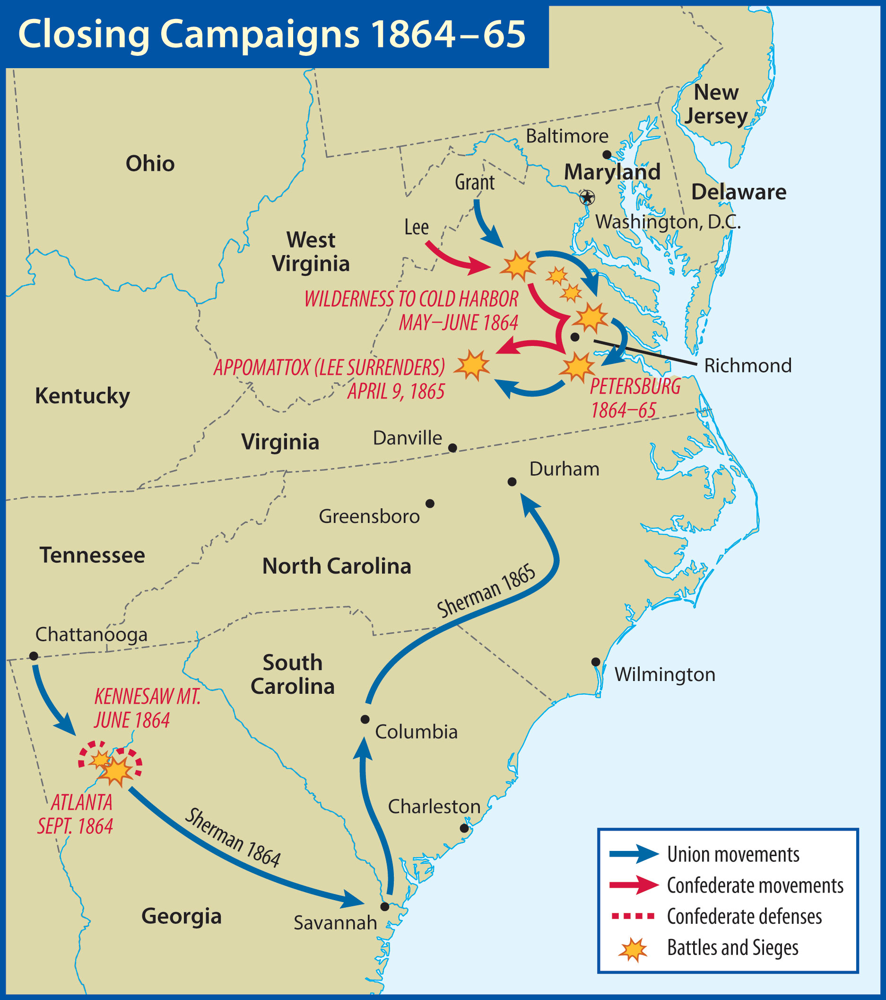 Closing Campaigns 1864–65
New
Jersey
Baltimore
Ohio
Maryland
Grant
Delaware
Washington, D.C.
Lee
West
Virginia
WILDERNESS TO COLD HARBOR
MAY–JUNE 1864
APPOMATTOX (LEE SURRENDERS)
APRIL 9, 1865
Richmond
PETERSBURG
1864–65
Kentucky
Virginia
Danville
Durham
Greensboro
Tennessee
North Carolina
Sherman 1865
Chattanooga
South
Carolina
Wilmington
KENNESAW MT.
JUNE 1864
Columbia
ATLANTA
SEPT. 1864
Charleston
Sherman 1864
Georgia
Savannah
Union movements
Confederate movements
Confederate defenses
Battles and Sieges